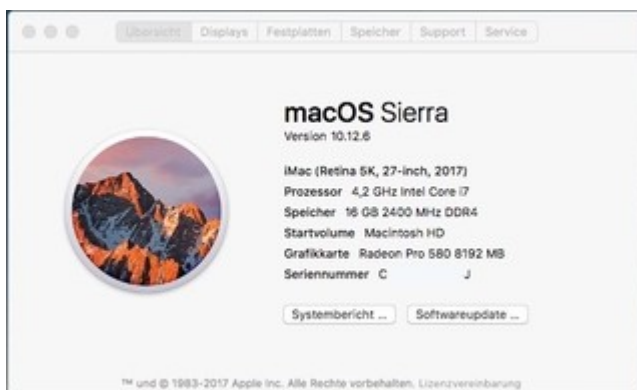 Übersicht Displays Festplatten Speicher Support Service
macOS Sierra
Version 10.12.6
iMac (Retina 5K, 27-inch, 2017)
Prozessor 4,2 GHz Intel Core i7
Speicher 16 GB 2400 MHz DDR4
Startvolume Macintosh HD
Grafikkarte Radeon Pro 580 8192 MB
Seriennummer C J
Systembericht ... Softwareupdate ...
™ und © 1983-2017 Apple Inc. Alle Rechte vorbehalten. Lizenzvereinbarung